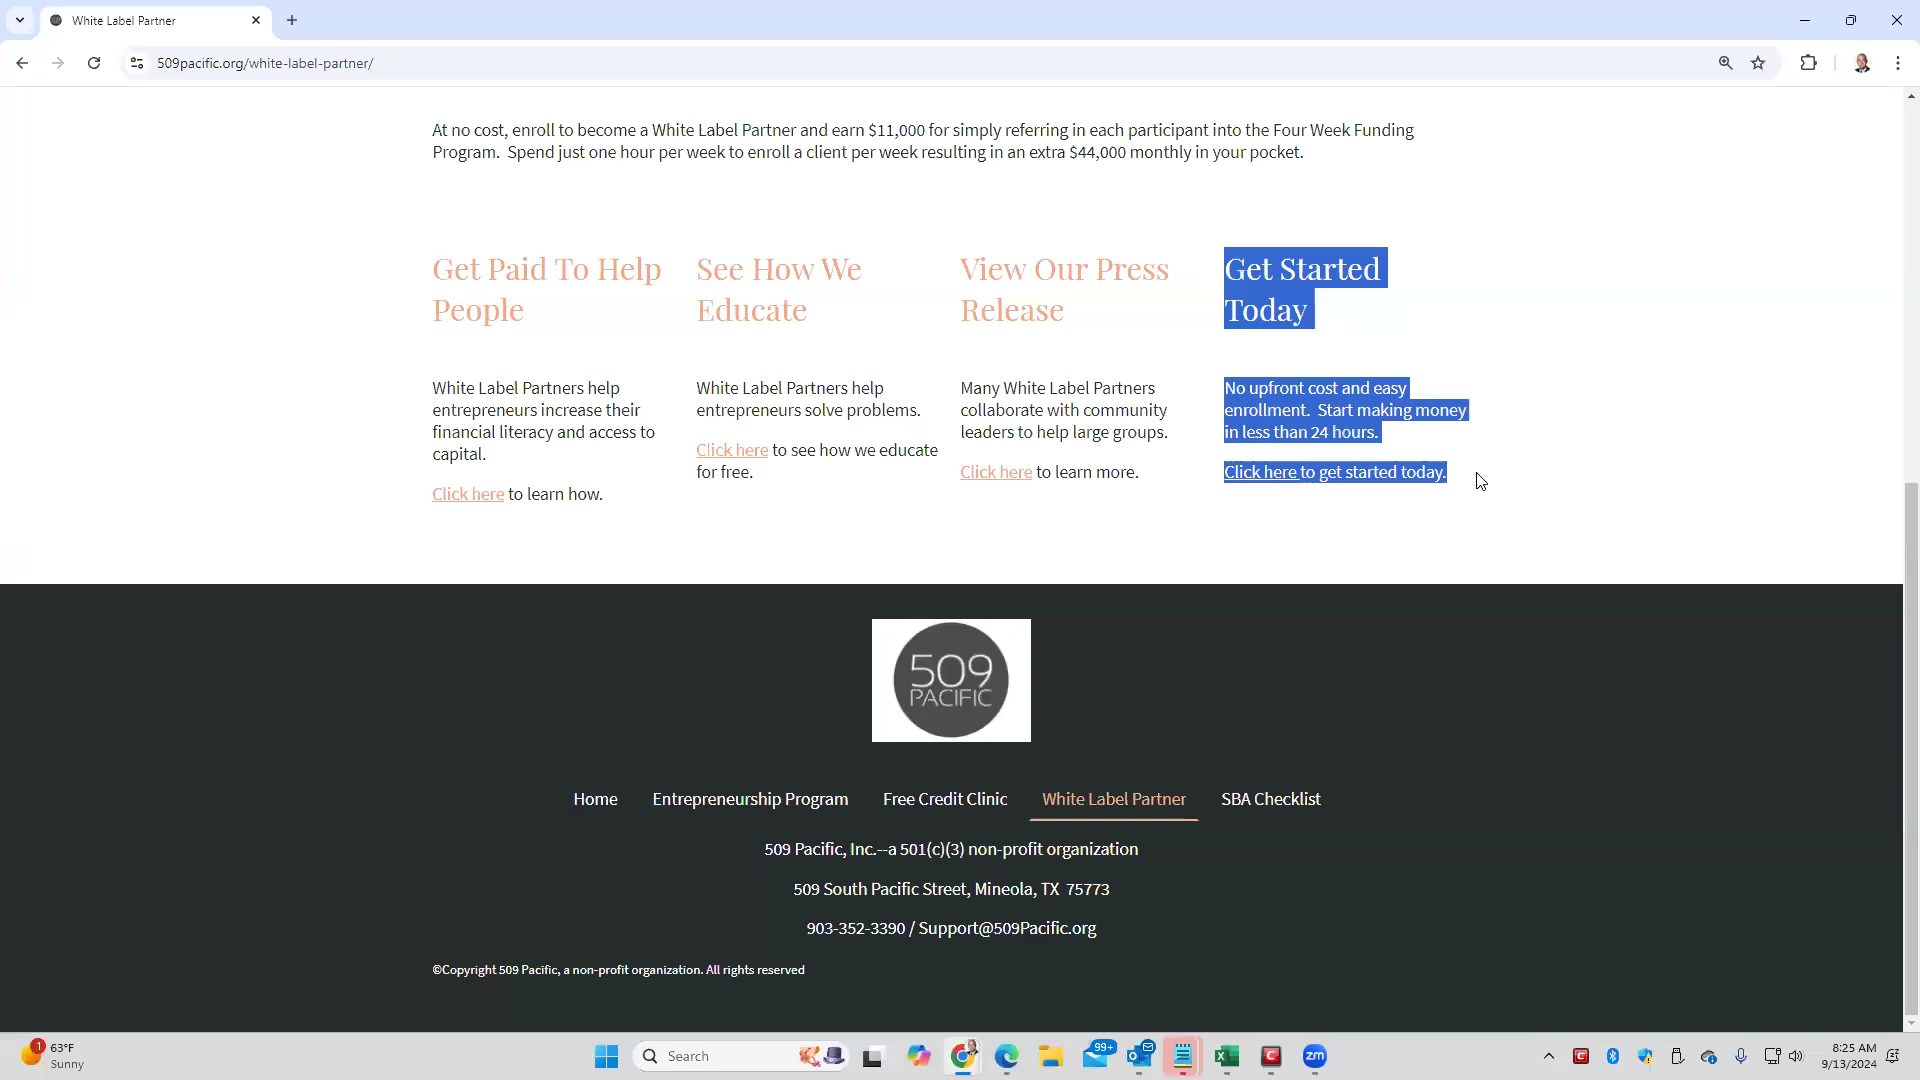 White Label Partner
509pacific.org/white-label-partner/
At no cost, enroll to become a White Label Partner and earn $11,000 for simply referring in each participant into the Four Week Funding
Program.  Spend just one hour per week to enroll a client per week resulting in an extra $44,000 monthly in your pocket.
Get Paid To Help
People
White Label Partners help
entrepreneurs increase their
financial literacy and access to
capital.
Click here to learn how.
See How We
Educate
White Label Partners help
entrepreneurs solve problems.
Click here to see how we educate
for free.
View Our Press
Release
Many White Label Partners
collaborate with community
leaders to help large groups.
Click here to learn more.
Get Started
Today
No upfront cost and easy
enrollment.  Start making money
in less than 24 hours.
Click here to get started today.
509
PACIFIC
Home
Entrepreneurship Program
Free Credit Clinic
White Label Partner
SBA Checklist
509 Pacific, Inc.--a 501(c)(3) non-profit organization
509 South Pacific Street, Mineola, TX  75773
903-352-3390 / Support@509Pacific.org
©Copyright 509 Pacific, a non-profit organization. All rights reserved
1
63°F
Sunny
Search
99+
zm
8:25 AM
9/13/2024